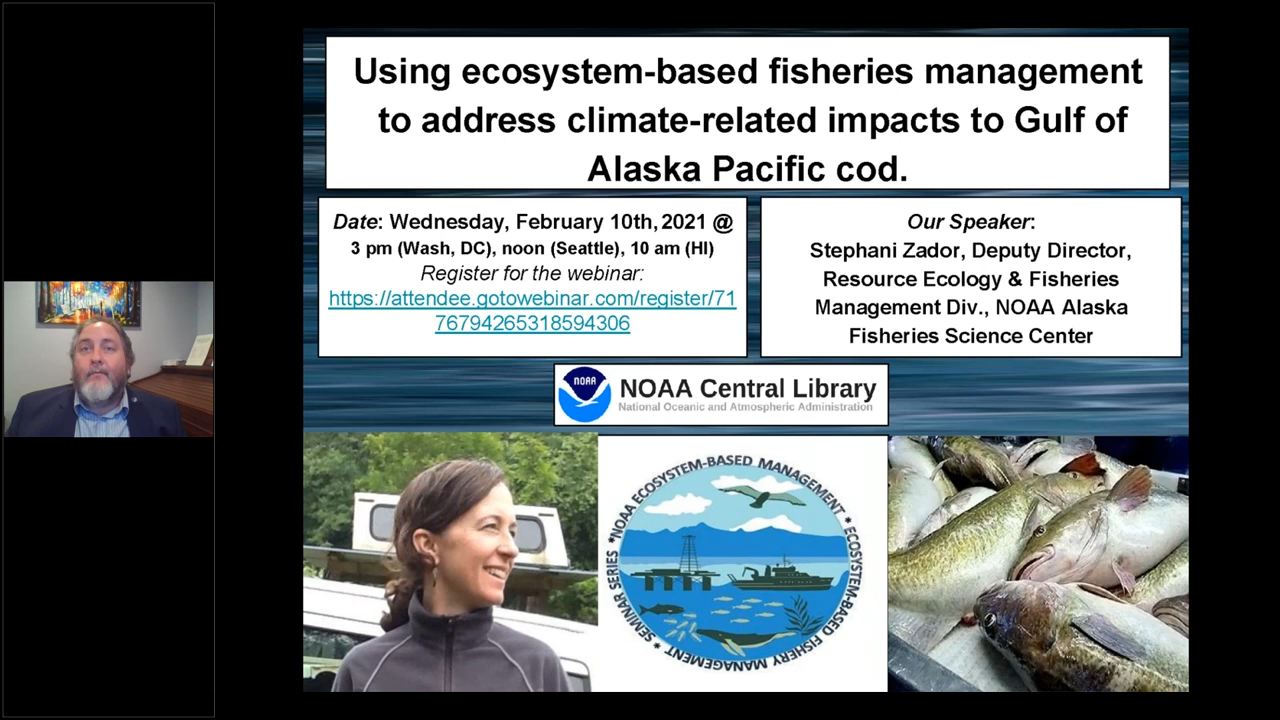 Using ecosystem-based fisheries management
to address climate-related impacts to Gulf of
Alaska Pacific cod.
Date: Wednesday, February 10th, 2021 @
3 pm (Wash, DC), noon (Seattle), 10 am (HI)
Register for the webinar:
https://attendee.gotowebinar.com/register/71
76794265318594306
Our Speaker:
Stephani Zador, Deputy Director,
Resource Ecology & Fisheries
Management Div., NOAA Alaska
Fisheries Science Center
NOAA
NOAA Central Library
National Oceanic and Atmospheric Administration
*NOAA ECOSYSTEM-BASED MANAGEMENT * ECOSYSTEM-BASED FISHERY MANAGEMENT * SEMINAR SERIES